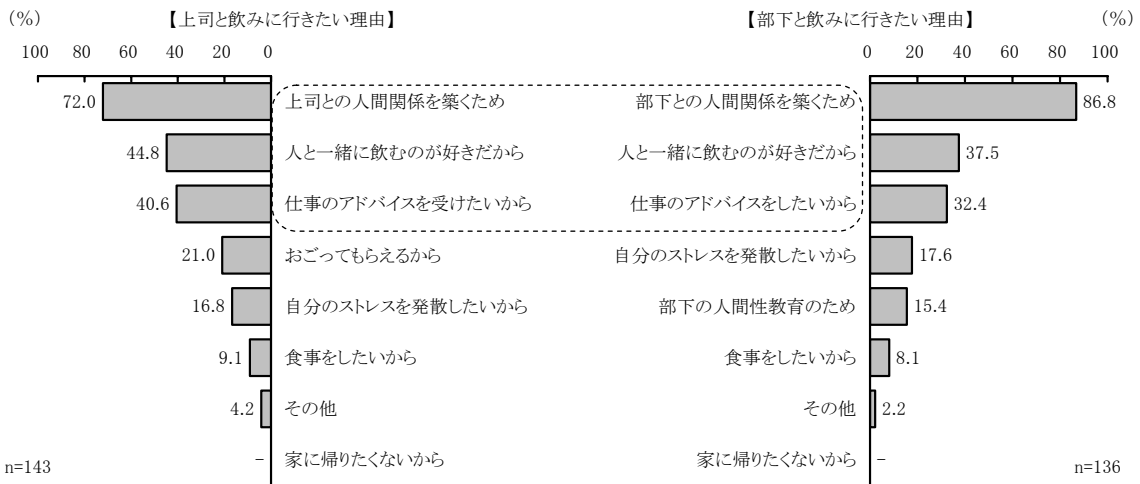 (%) 【上司と飲みに行きたい理由】 【部下と飲みに行きたい理由】 (%)
100 80 60 40 20 0 0 20 40 60 80 100
72.0 上司との人間関係を築くため 部下との人間関係を築くため 86.8
44.8 人と一緒に飲むのが好きだから 人と一緒に飲むのが好きだから 37.5
40.6 仕事のアドバイスを受けたいから 仕事のアドバイスをしたいから 32.4
21.0 おごってもらえるから 自分のストレスを発散したいから 17.6
16.8 自分のストレスを発散したいから 部下の人間性教育のため 15.4
9.1 食事をしたいから 食事をしたいから 8.1
4.2 その他 その他 2.2
- 家に帰りたくないから 家に帰りたくないから -
n=143 n=136